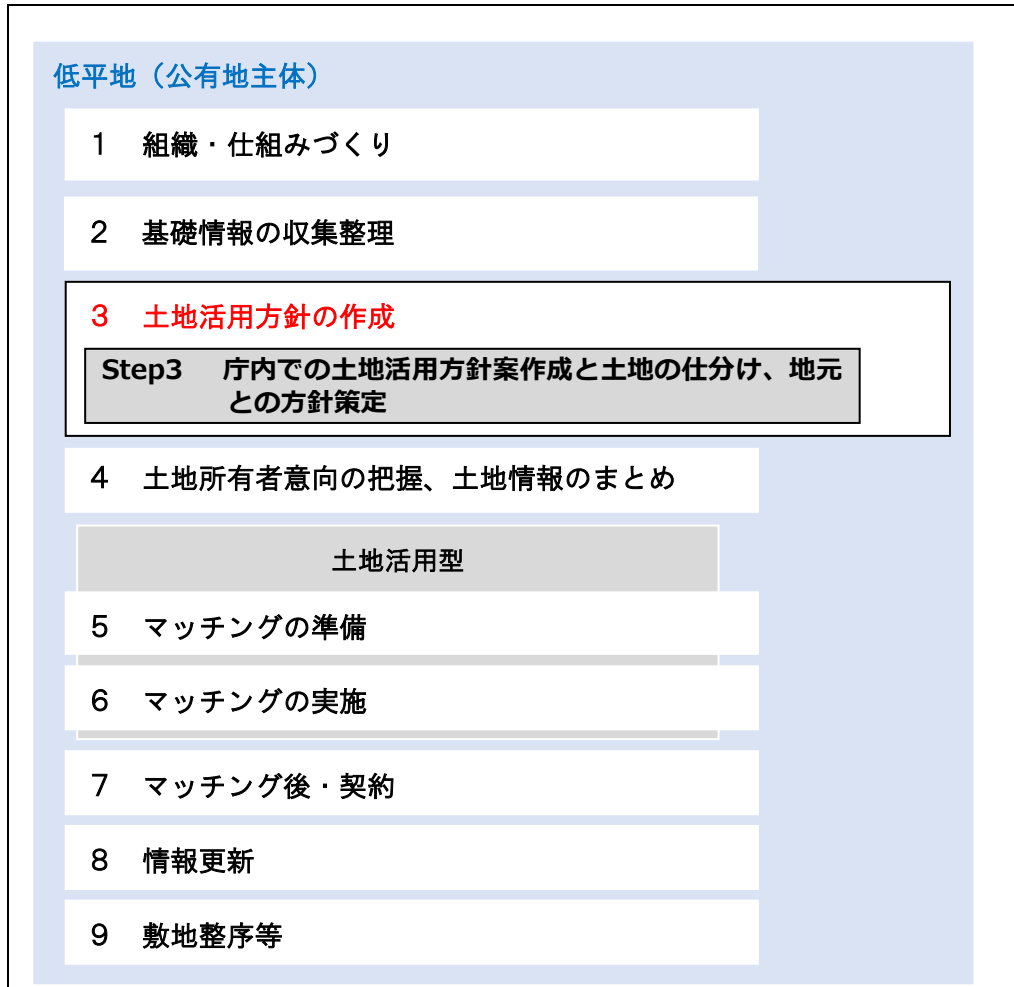 低平地（公有地主体）
１　組織・仕組みづくり
２　基礎情報の収集整理
３　土地活用方針の作成
Step3　庁内での土地活用方針案作成と土地の仕分け、地元
との方針策定
４　土地所有者意向の把握、土地情報のまとめ
土地活用型
５　マッチングの準備
６　マッチングの実施
７　マッチング後・契約
８　情報更新
９　敷地整序等